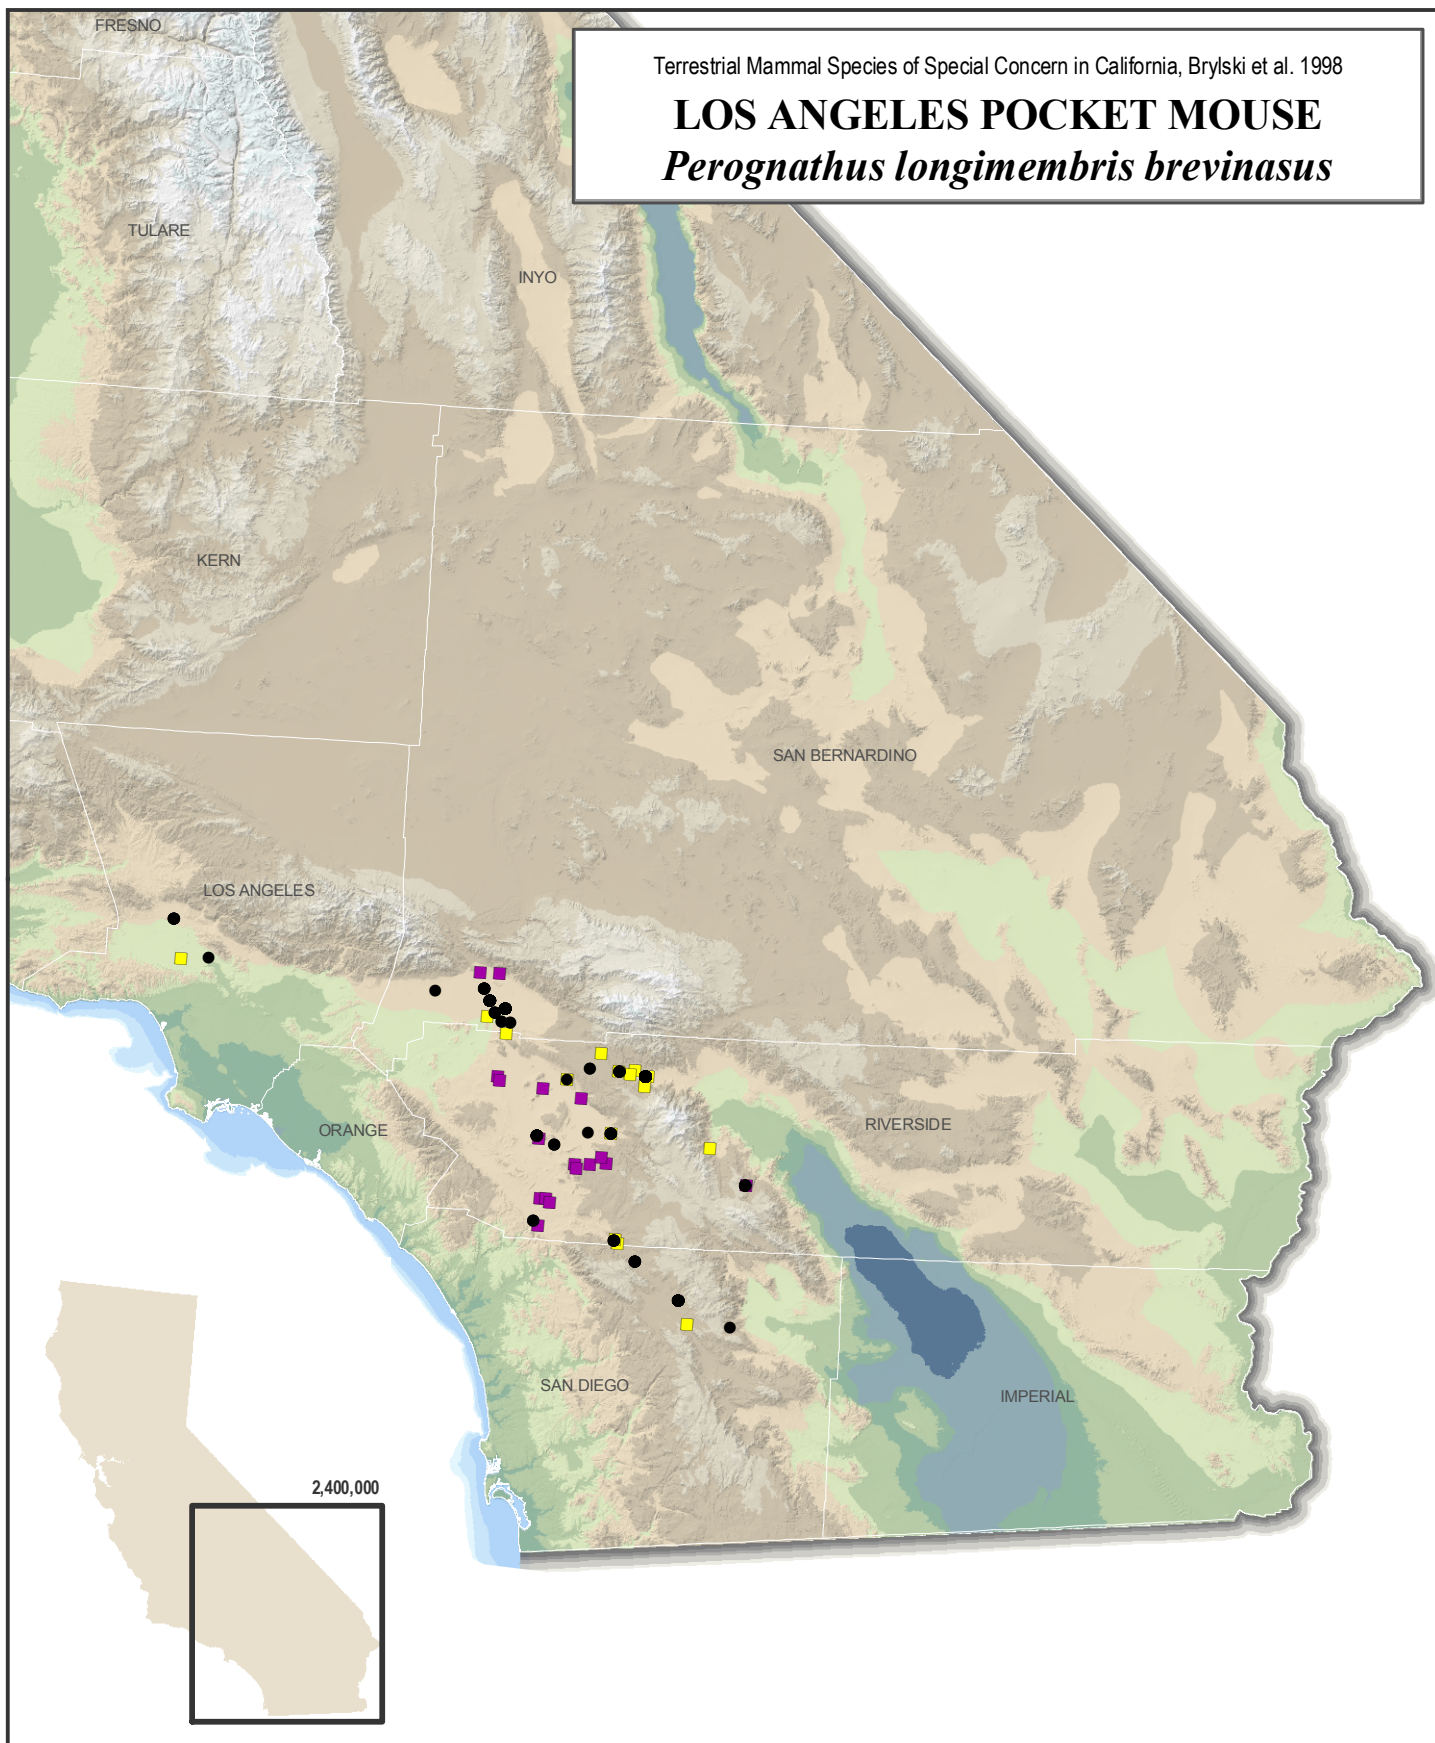 FRESNO
Terrestrial Mammal Species of Special Concern in California, Brylski et al. 1998
LOS ANGELES POCKET MOUSE
Perognathus longimembris brevinasus
TULARE
INYO
KERN
SAN BERNARDINO
LOS ANGELES
RIVERSIDE
ORANGE
SAN DIEGO
IMPERIAL
2,400,000